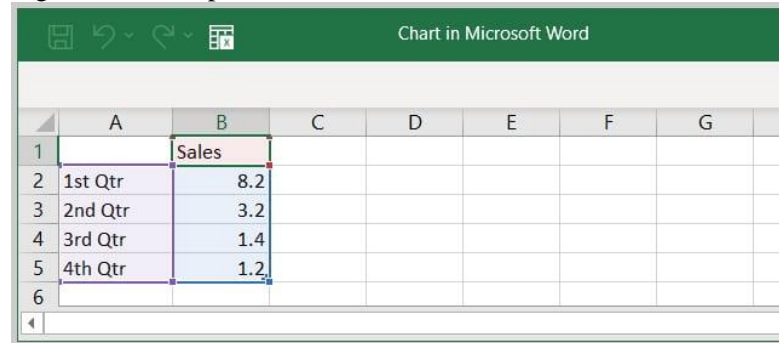 Chart in Microsoft Word
A B C D E F G
1 Sales
2 1st Qtr 8.2
3 2nd Qtr 3.2
4 3rd Qtr 1.4
5 4th Qtr 1.2
6